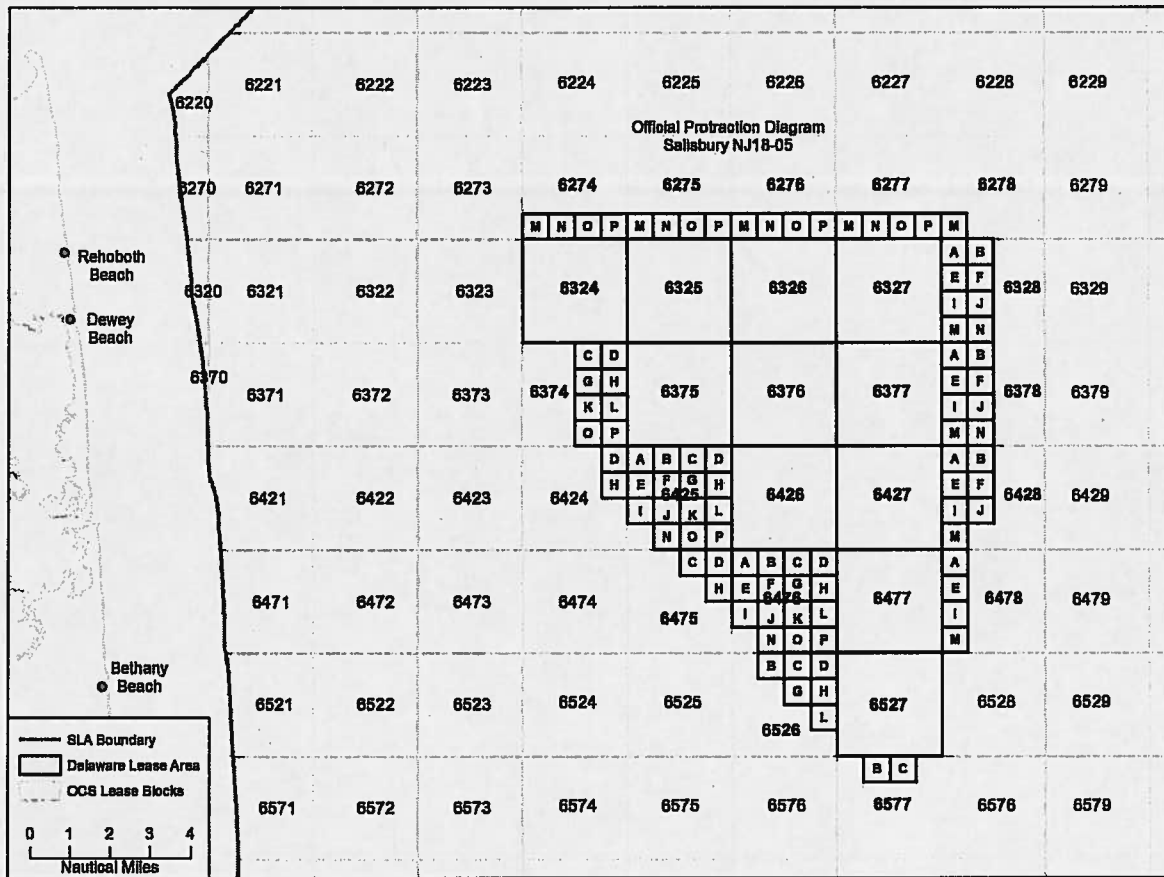 6221 6222 6223 6224 6225 6226 6227 6228 6229
6220
Official Protraction Diagram
Salisbury NJ18-05
6270 6271 6272 6273 6274 6275 6276 6277 6278 6279
M N O P M N O P M N O P M N O P M
Rehoboth
Beach
A B
E F
6320 6321 6322 6323 6324 6325 6326 6327 6328 6329
I J
M N
Dewey
Beach
6370
C D A B
G H E F
6371 6372 6373 6374 6375 6376 6377 6378 6379
K L I J
O P M N
D A B C D A B
H E F G H E F
6421 6422 6423 6424 6425 6426 6427 6428 6429
I J K L I J
N O P M
C D A B C D A
H E F G H E
6471 6472 6473 6474 6475 6476 6477 6478 6479
I J K L I
N O P M
Bethany
Beach
B C D
G H
6521 6522 6523 6524 6525 6526 6527 6528 6529
L
B C
6571 6572 6573 6574 6575 6576 6577 6576 6579
SLA Boundary
Delaware Lease Area
OCS Lease Blocks
0 1 2 3 4
Nautical Miles